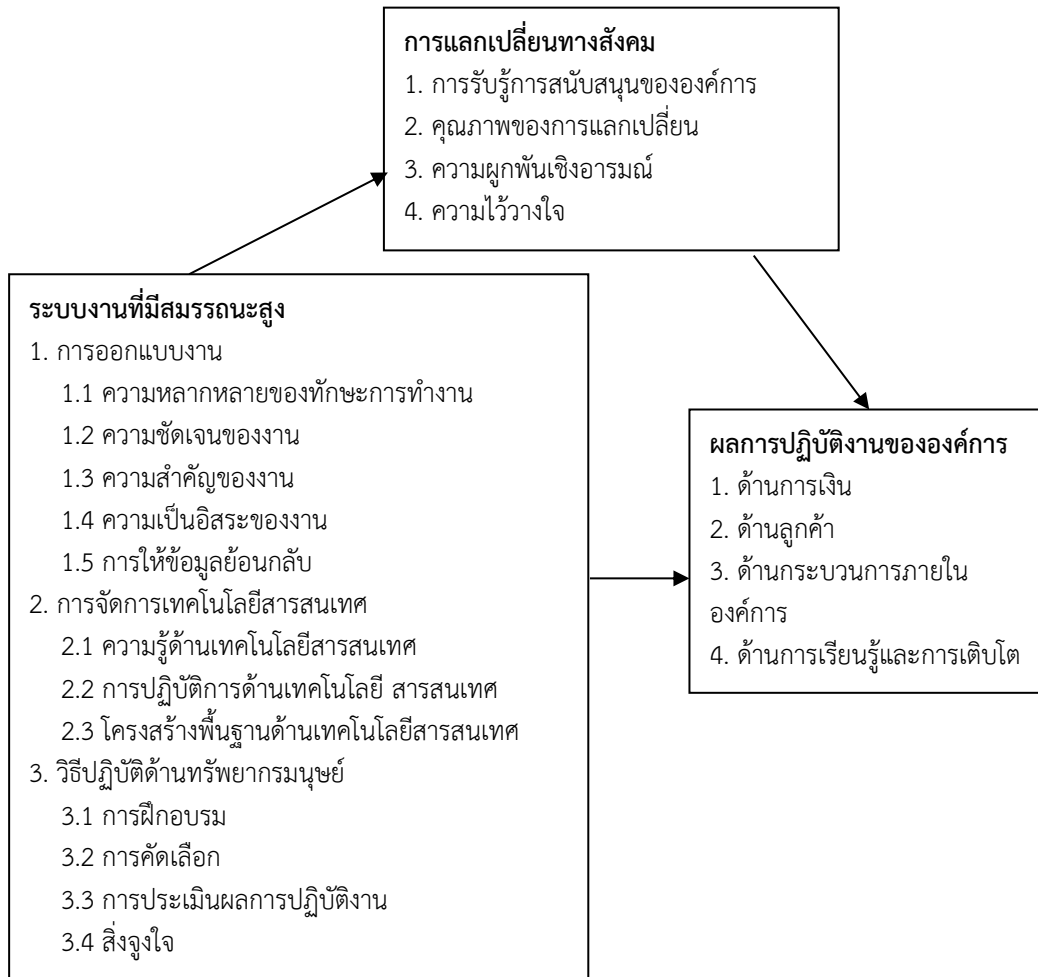 การแลกเปลี่ยนทางสังคม
1. การรับรู้การสนับสนุนขององค์การ
2. คุณภาพของการแลกเปลี่ยน
3. ความผูกพันเชิงอารมณ์
4. ความไว้วางใจ
ระบบงานที่มีสมรรถนะสูง
1. การออกแบบงาน
1.1 ความหลากหลายของทักษะการทำงาน
1.2 ความชัดเจนของงาน
1.3 ความสำคัญของงาน
1.4 ความเป็นอิสระของงาน
1.5 การให้ข้อมูลย้อนกลับ
2. การจัดการเทคโนโลยีสารสนเทศ
2.1 ความรู้ด้านเทคโนโลยีสารสนเทศ
2.2 การปฏิบัติการด้านเทคโนโลยี สารสนเทศ
2.3 โครงสร้างพื้นฐานด้านเทคโนโลยีสารสนเทศ
3. วิธีปฏิบัติด้านทรัพยากรมนุษย์
3.1 การฝึกอบรม
3.2 การคัดเลือก
3.3 การประเมินผลการปฏิบัติงาน
3.4 สิ่งจูงใจ
ผลการปฏิบัติงานขององค์การ
1. ด้านการเงิน
2. ด้านลูกค้า
3. ด้านกระบวนการภายใน
องค์การ
4. ด้านการเรียนรู้และการเติบโต